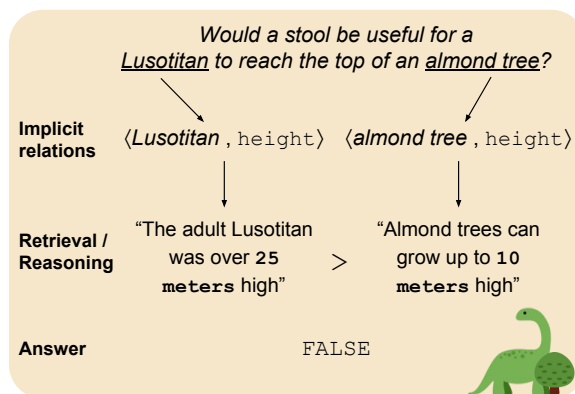 Would a stool be useful for a
Lusotitan to reach the top of an almond tree?
Implicit relations
⟨Lusotitan , height⟩ ⟨almond tree , height⟩
Retrieval / Reasoning
“The adult Lusotitan was over 25 meters high”
>
“Almond trees can grow up to 10 meters high”
Answer
FALSE